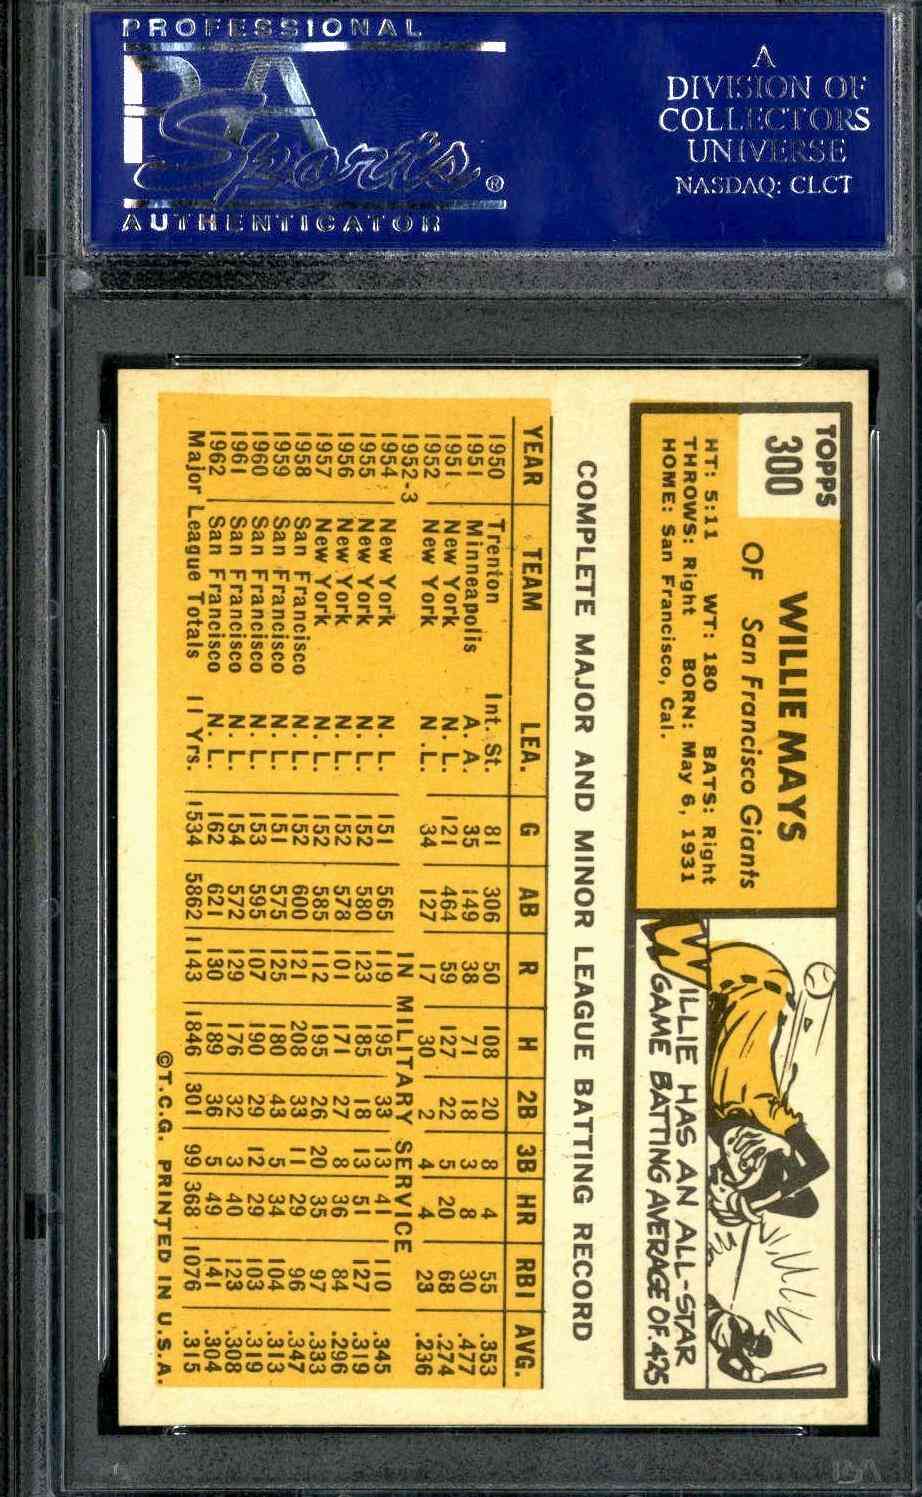 PROFESSIONAL
PSA
Sports®
AUTHENTICATOR
A
DIVISION OF
COLLECTORS
UNIVERSE
NASDAQ: CLCT
TOPPS
300
WILLIE MAYS
OF San Francisco Giants
HT: 5:11 WT: 180 BATS: Right
THROWS: Right BORN: May 6, 1931
HOME: San Francisco, Cal.
WILLIE HAS AN ALL-STAR
GAME BATTING AVERAGE OF .425
COMPLETE MAJOR AND MINOR LEAGUE BATTING RECORD
YEAR TEAM LEA. G AB R H 2B 3B HR RBI AVG.
1950 Trenton Int. St. 81 306 50 108 20 8 4 55 .353
1951 Minneapolis A. A. 35 149 38 71 18 3 8 30 .477
1951 New York N. L. 121 464 59 127 22 5 20 68 .274
1952 New York N .L. 34 127 17 30 2 4 4 23 .236
1952-3 IN MILITARY SERVICE
1954 New York N. L. 151 565 119 195 33 13 41 110 .345
1955 New York N. L. 152 580 123 185 18 13 51 127 .319
1956 New York N. L. 152 578 101 171 27 8 36 84 .296
1957 New York N. L. 152 585 112 195 26 20 35 97 .333
1958 San Francisco N. L. 152 600 121 208 33 11 29 96 .347
1959 San Francisco N. L. 151 575 125 180 43 5 34 104 .313
1960 San Francisco N. L. 153 595 107 190 29 12 29 103 .319
1961 San Francisco N. L. 154 572 129 176 32 3 40 123 .308
1962 San Francisco N. L. 162 621 130 189 36 5 49 141 .304
Major League Totals 11 Yrs. 1534 5862 1143 1846 301 99 368 1076 .315
©T.C.G. PRINTED IN U.S.A.
PSA